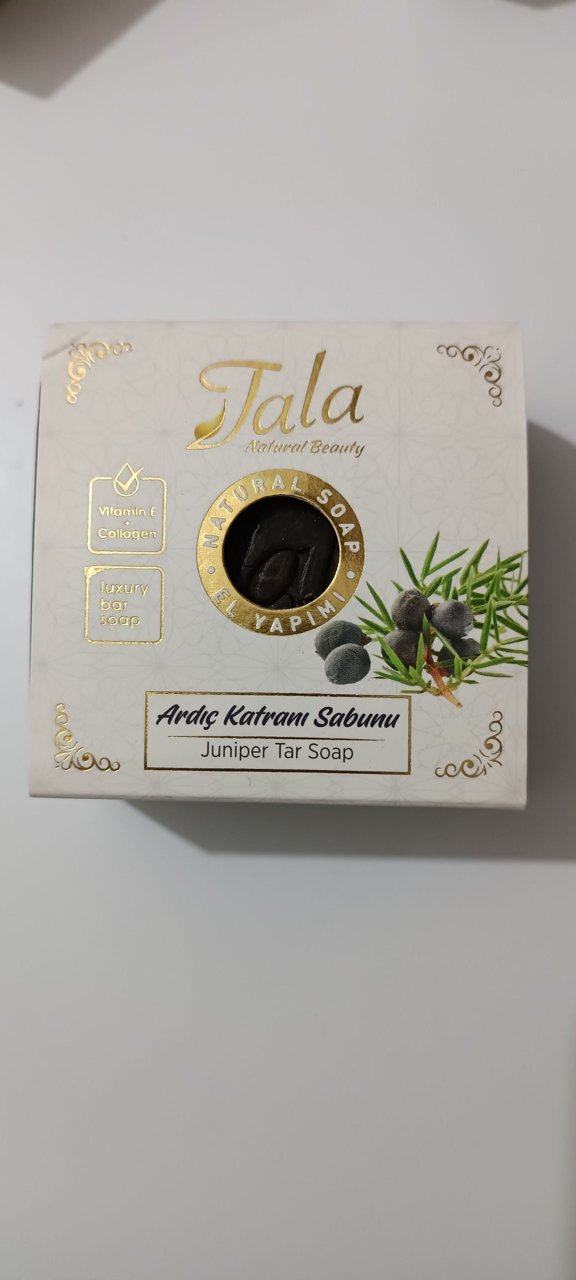 Tala
Natural Beauty
NATURAL SOAP
• EL YAPIMI •
Vitamin E
+
Collagen
luxury
bar
soap
Ardıç Katranı Sabunu
Juniper Tar Soap